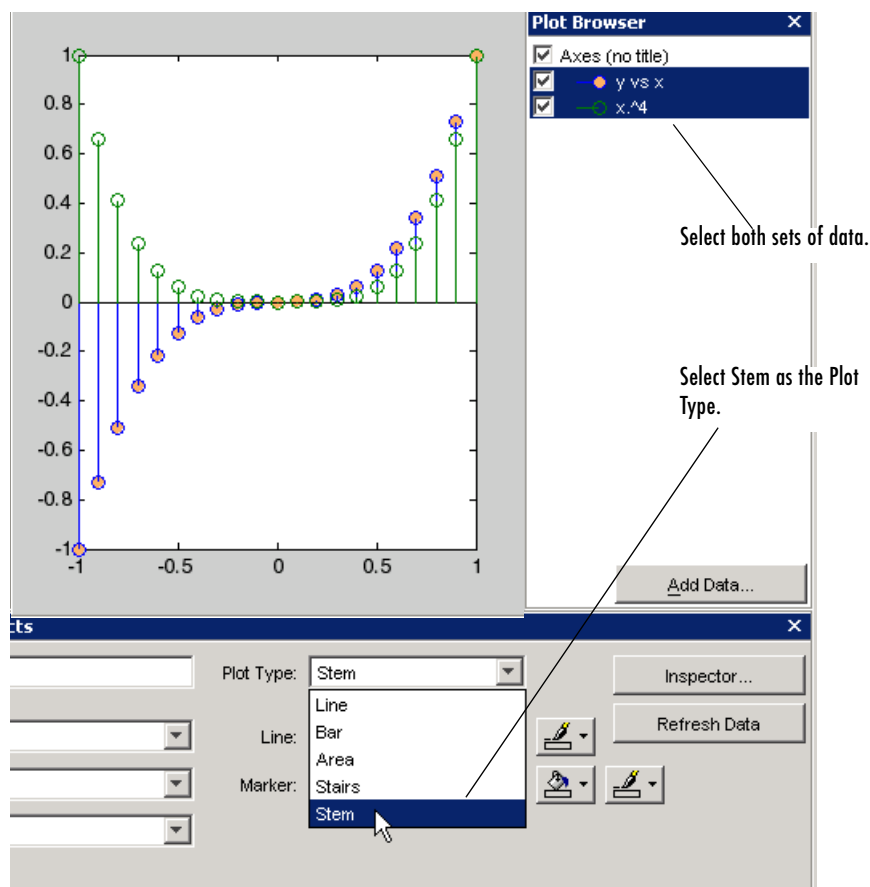 Plot Browser
Axes (no title)
y vs x
x.^4
1
0.8
0.6
0.4
0.2
0
-0.2
-0.4
-0.6
-0.8
-1
-1
-0.5
0
0.5
1
Select both sets of data.
Select Stem as the Plot
Type.
Add Data...
cts
Plot Type:
Stem
Inspector...
Line
Bar
Area
Stairs
Stem
Line:
Refresh Data
Marker: